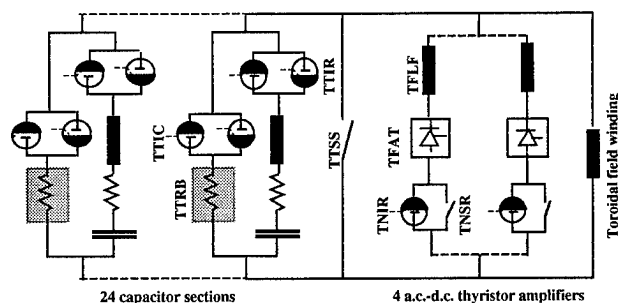 TTIR
TTIC
TTRB
TTSS
TFLF
TFAT
TNIR
TNSR
Toroidal field winding
24 capacitor sections
4 a.c.-d.c. thyristor amplifiers